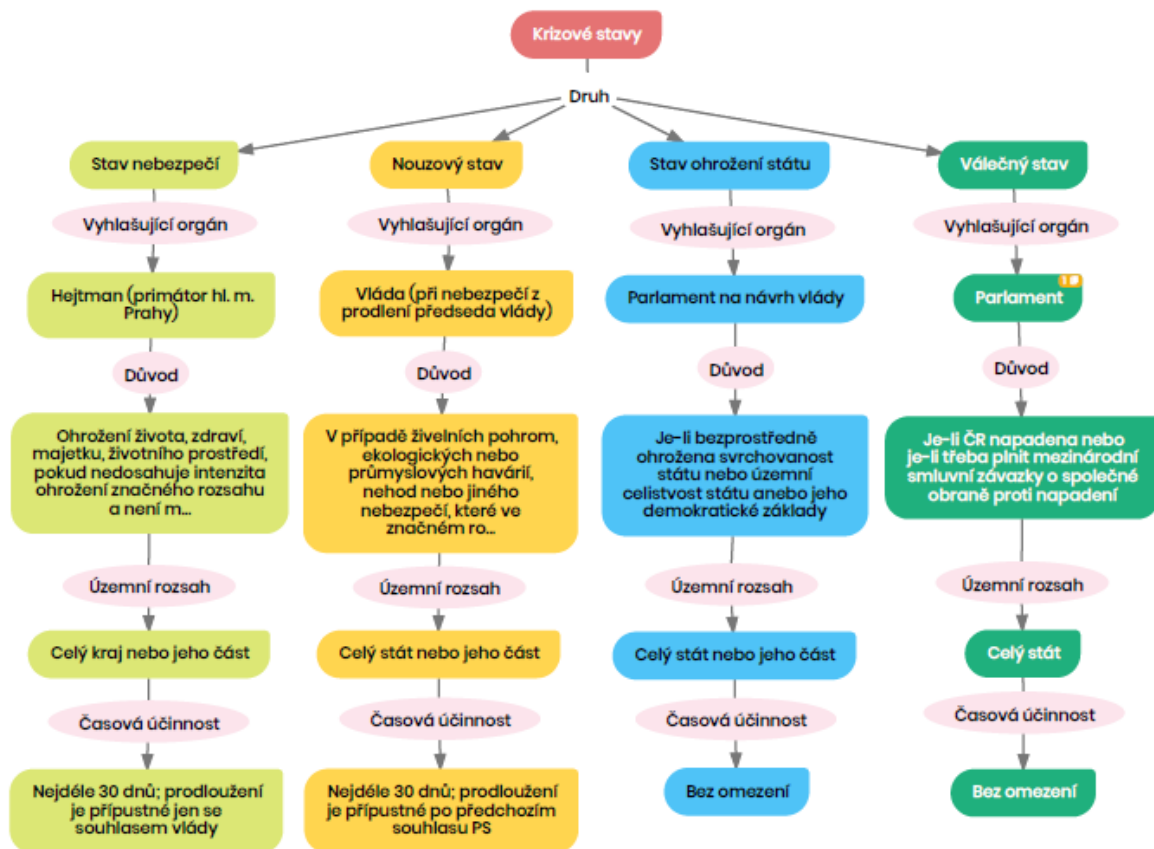 Krizové stavy
Druh
Stav nebezpečí
Nouzový stav
Stav ohrožení státu
Válečný stav
Vyhlašující orgán
Vyhlašující orgán
Vyhlašující orgán
Vyhlašující orgán
Hejtman (primátor hl. m.
Prahy)
Vláda (při nebezpečí z
prodlení předseda vlády)
Parlament na návrh vlády
Parlament
Důvod
Důvod
Důvod
Důvod
Ohrožení života, zdraví,
majetku, životního prostředí,
pokud nedosahuje intenzita
ohrožení značného rozsahu
a není m...
V případě živelních pohrom,
ekologických nebo
průmyslových havárií,
nehod nebo jiného
nebezpečí, které ve
značném ro...
Je-li bezprostředně
ohrožena svrchovanost
státu nebo územní
celistvost státu anebo jeho
demokratické základy
Je-li ČR napadena nebo
je-li třeba plnit mezinárodní
smluvní závazky o společné
obraně proti napadení
Územní rozsah
Územní rozsah
Územní rozsah
Územní rozsah
Celý kraj nebo jeho část
Celý stát nebo jeho část
Celý stát nebo jeho část
Celý stát
Časová účinnost
Časová účinnost
Časová účinnost
Časová účinnost
Nejdéle 30 dnů; prodloužení
je přípustné jen se
souhlasem vlády
Nejdéle 30 dnů; prodloužení
je přípustné po předchozím
souhlasu PS
Bez omezení
Bez omezení